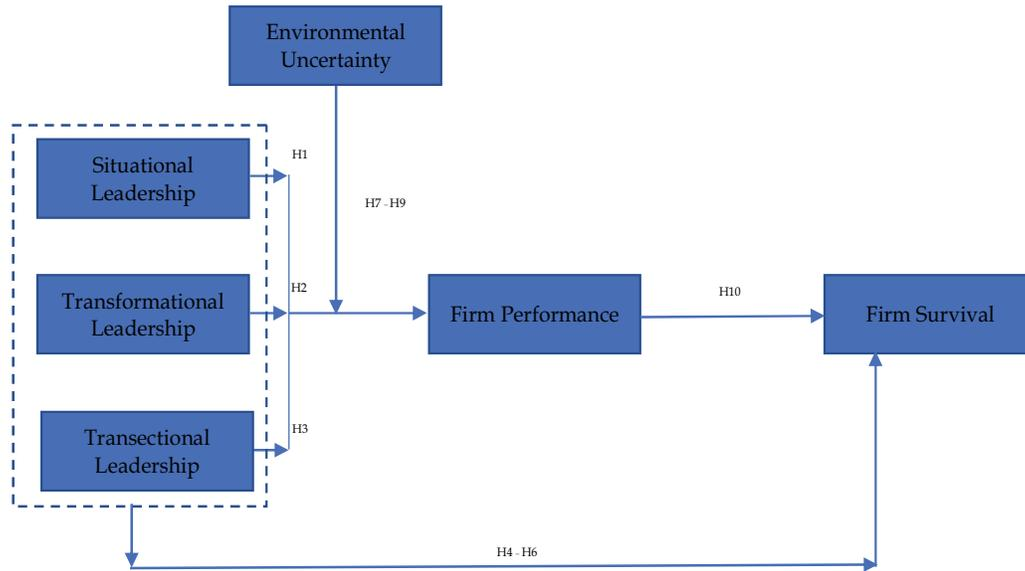 Environmental
Uncertainty
Situational
Leadership
H1
H7 - H9
Transformational
Leadership
H2
Firm Performance
H10
Firm Survival
Transectional
Leadership
H3
H4 - H6